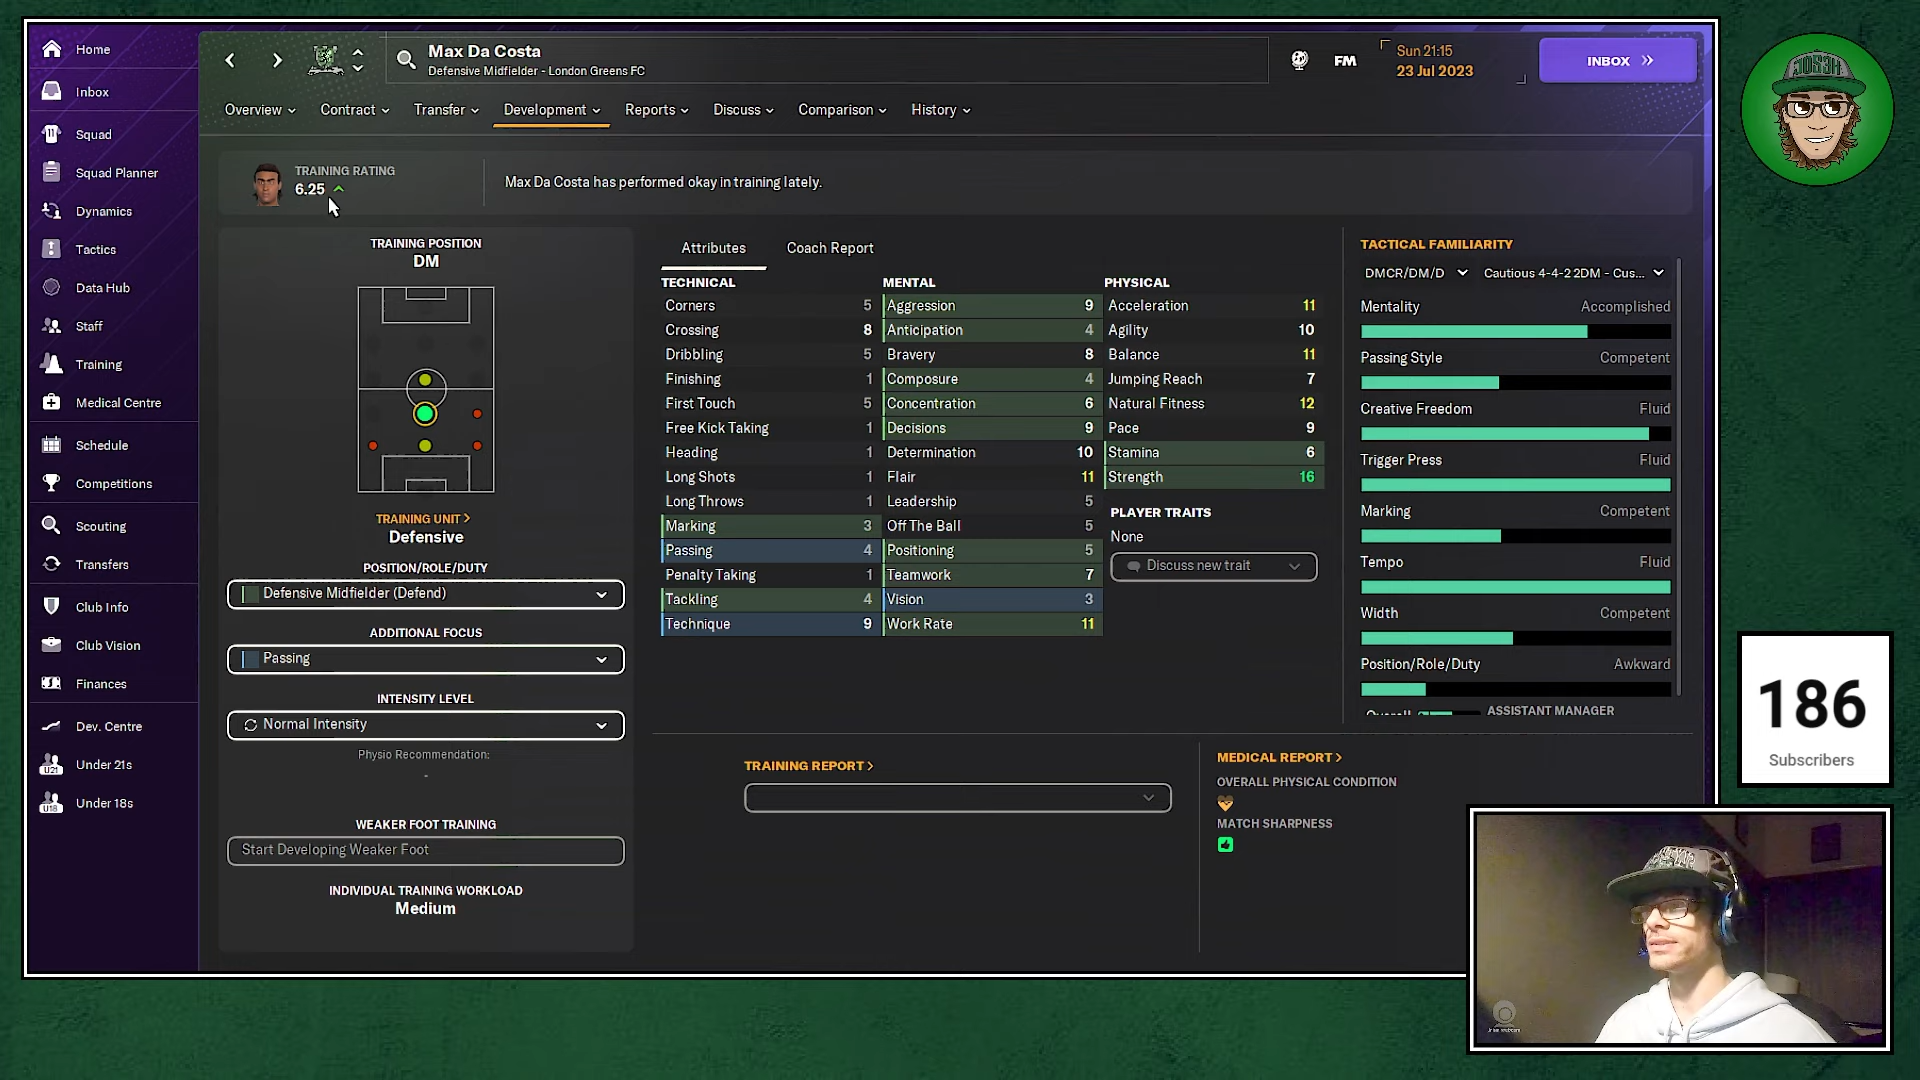 Home
Inbox
Squad
Squad Planner
Dynamics
Tactics
Data Hub
Staff
Training
Medical Centre
Schedule
Competitions
Scouting
Transfers
Club Info
Club Vision
Finances
Dev. Centre
U21
Under 21s
U18
Under 18s
Max Da Costa
Defensive Midfielder - London Greens FC
FM
Sun 21:15
23 Jul 2023
INBOX
Overview
Contract
Transfer
Development
Reports
Discuss
Comparison
History
TRAINING RATING
6.25
Max Da Costa has performed okay in training lately.
TRAINING POSITION
DM
TRAINING UNIT >
Defensive
POSITION/ROLE/DUTY
Defensive Midfielder (Defend)
ADDITIONAL FOCUS
Passing
INTENSITY LEVEL
Normal Intensity
Physio Recommendation:
-
WEAKER FOOT TRAINING
Start Developing Weaker Foot
INDIVIDUAL TRAINING WORKLOAD
Medium
Attributes
Coach Report
TECHNICAL
Corners 5
Crossing 8
Dribbling 5
Finishing 1
First Touch 5
Free Kick Taking 1
Heading 1
Long Shots 1
Long Throws 1
Marking 3
Passing 4
Penalty Taking 1
Tackling 4
Technique 9
MENTAL
Aggression 9
Anticipation 4
Bravery 8
Composure 4
Concentration 6
Decisions 9
Determination 10
Flair 11
Leadership 5
Off The Ball 5
Positioning 5
Teamwork 7
Vision 3
Work Rate 11
PHYSICAL
Acceleration 11
Agility 10
Balance 11
Jumping Reach 7
Natural Fitness 12
Pace 9
Stamina 6
Strength 16
PLAYER TRAITS
None
Discuss new trait
TACTICAL FAMILIARITY
DMCR/DM/D
Cautious 4-4-2 2DM - Cus...
Mentality Accomplished
Passing Style Competent
Creative Freedom Fluid
Trigger Press Fluid
Marking Competent
Tempo Fluid
Width Competent
Position/Role/Duty Awkward
Overall
ASSISTANT MANAGER
TRAINING REPORT >
MEDICAL REPORT >
OVERALL PHYSICAL CONDITION
MATCH SHARPNESS
186
Subscribers